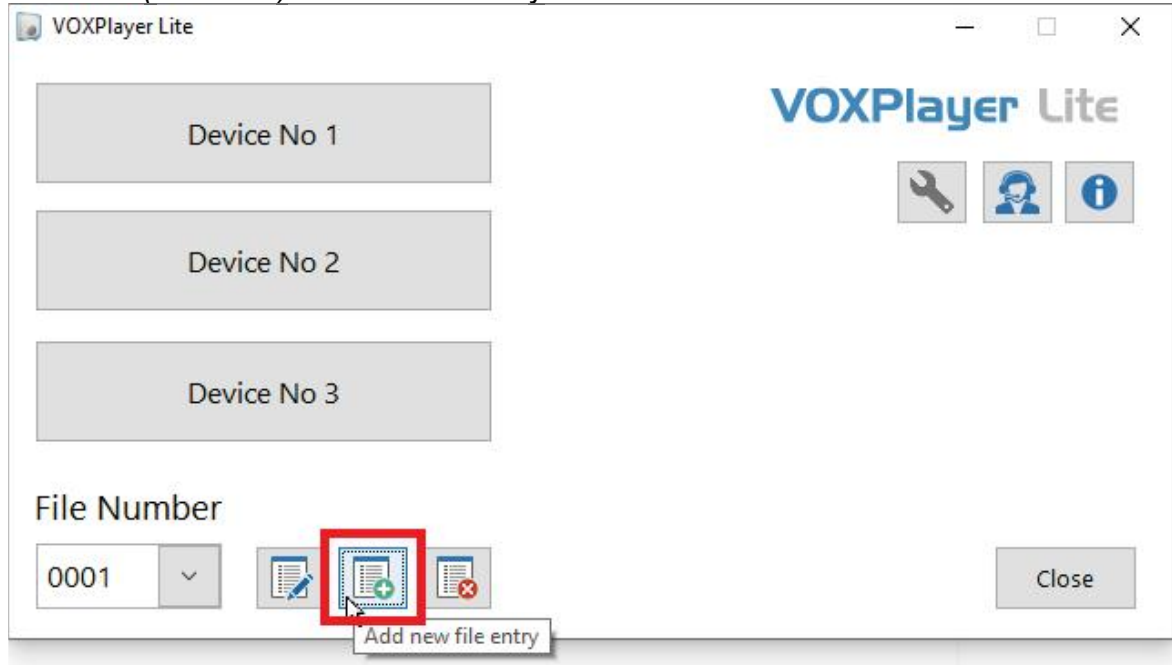 VOXPlayer Lite
VOXPlayer Lite
Device No 1
Device No 2
Device No 3
File Number
0001
Close
Add new file entry